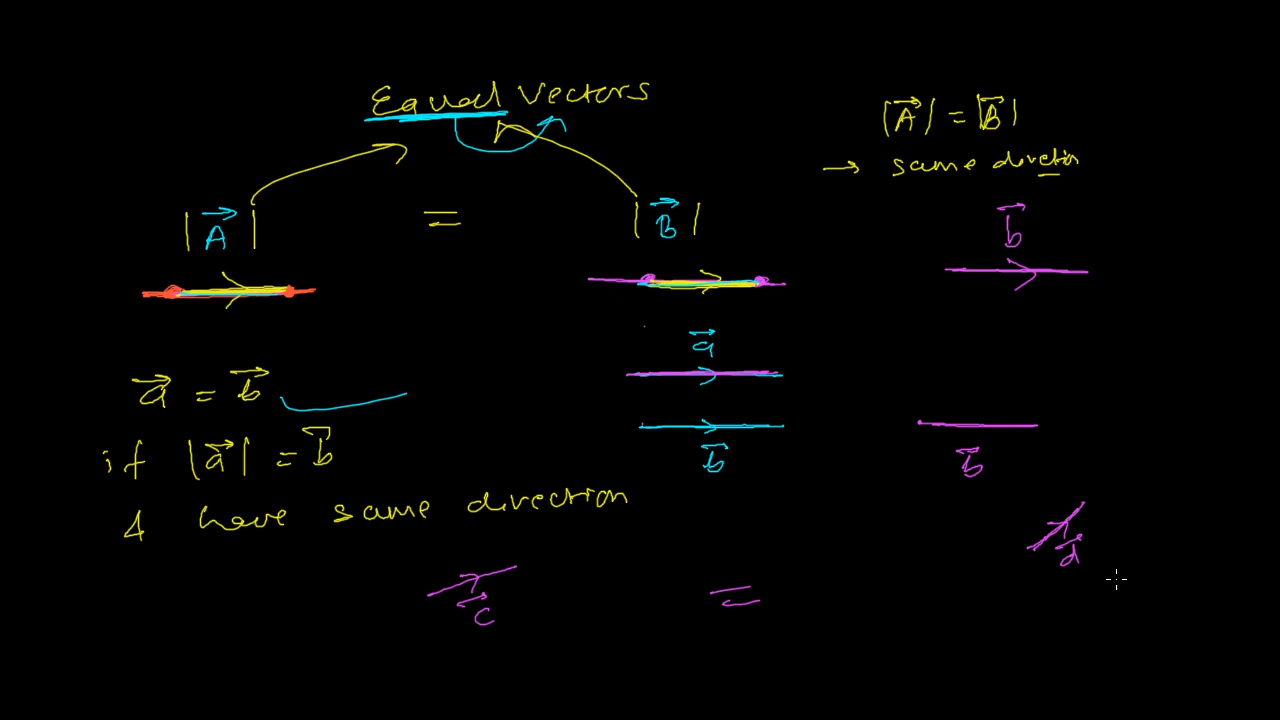 Equal Vectors
|A⃗| = |B⃗|
→ same direction
|A⃗| = |B⃗|
b⃗
a⃗
a⃗ = b⃗
b⃗
b⃗
if |a⃗| = b⃗
& have same direction
d⃗
c⃗ =